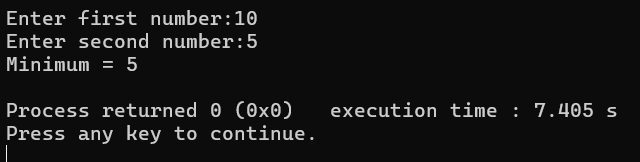 Enter first number:10
Enter second number:5
Minimum = 5
Process returned 0 (0x0)   execution time : 7.405 s
Press any key to continue.